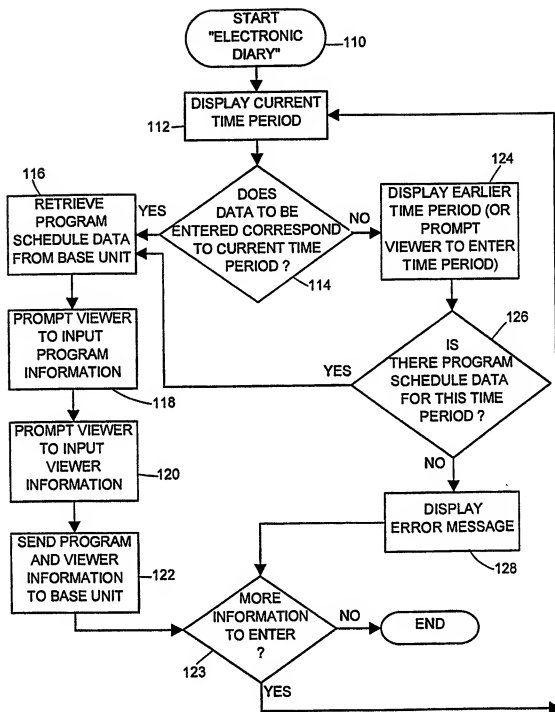 START
"ELECTRONIC
DIARY"
110
DISPLAY CURRENT
TIME PERIOD
112
DOES
DATA TO BE
ENTERED CORRESPOND
TO CURRENT TIME
PERIOD ?
114
YES
NO
116
RETRIEVE
PROGRAM
SCHEDULE DATA
FROM BASE UNIT
124
DISPLAY EARLIER
TIME PERIOD (OR
PROMPT
VIEWER TO ENTER
TIME PERIOD)
PROMPT VIEWER
TO INPUT
PROGRAM
INFORMATION
118
126
IS
THERE PROGRAM
SCHEDULE DATA
FOR THIS TIME
PERIOD ?
YES
NO
PROMPT VIEWER
TO INPUT
VIEWER
INFORMATION
120
DISPLAY
ERROR MESSAGE
128
SEND PROGRAM
AND VIEWER
INFORMATION
TO BASE UNIT
122
MORE
INFORMATION
TO ENTER
?
123
NO
END
YES